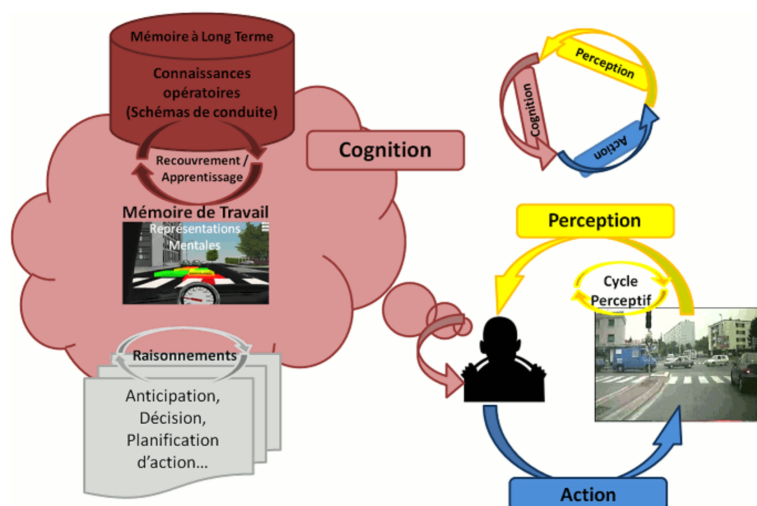 Mémoire à Long Terme
Connaissances
opératoires
(Schémas de conduite)
Recouvrement /
Apprentissage
Cognition
Mémoire de Travail
Représentations
Mentales
Raisonnements
Anticipation,
Décision,
Planification
d'action...
Perception
Cognition
Action
Perception
Cycle
Perceptif
Action